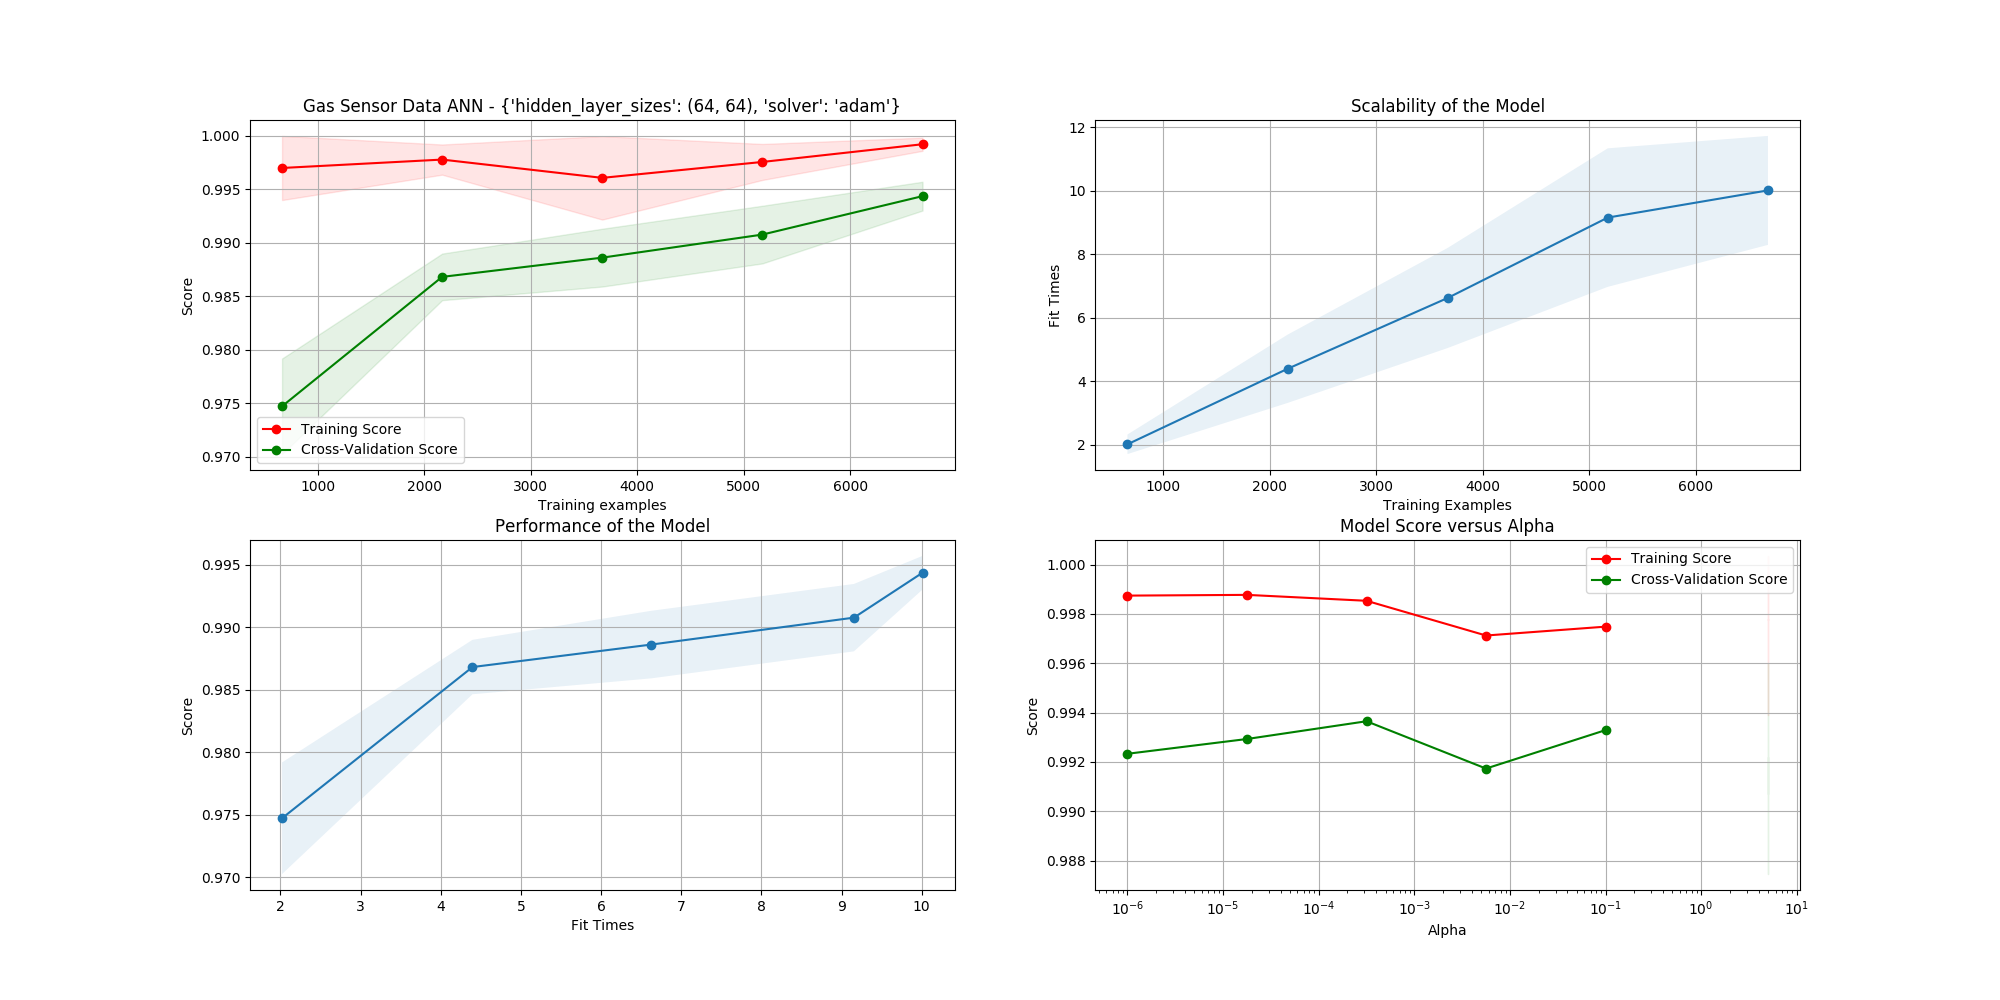 Gas Sensor Data ANN - {'hidden_layer_sizes': (64, 64), 'solver': 'adam'}
1.000
0.995
0.990
0.985
0.980
0.975
0.970
Score
Training Score
Cross-Validation Score
1000 2000 3000 4000 5000 6000
Training examples
Scalability of the Model
12
10
8
6
4
2
Fit Times
1000 2000 3000 4000 5000 6000
Training Examples
Performance of the Model
0.995
0.990
0.985
0.980
0.975
0.970
Score
2 3 4 5 6 7 8 9 10
Fit Times
Model Score versus Alpha
1.000
0.998
0.996
0.994
0.992
0.990
0.988
Score
Training Score
Cross-Validation Score
10⁻⁶ 10⁻⁵ 10⁻⁴ 10⁻³ 10⁻² 10⁻¹ 10⁰ 10¹
Alpha